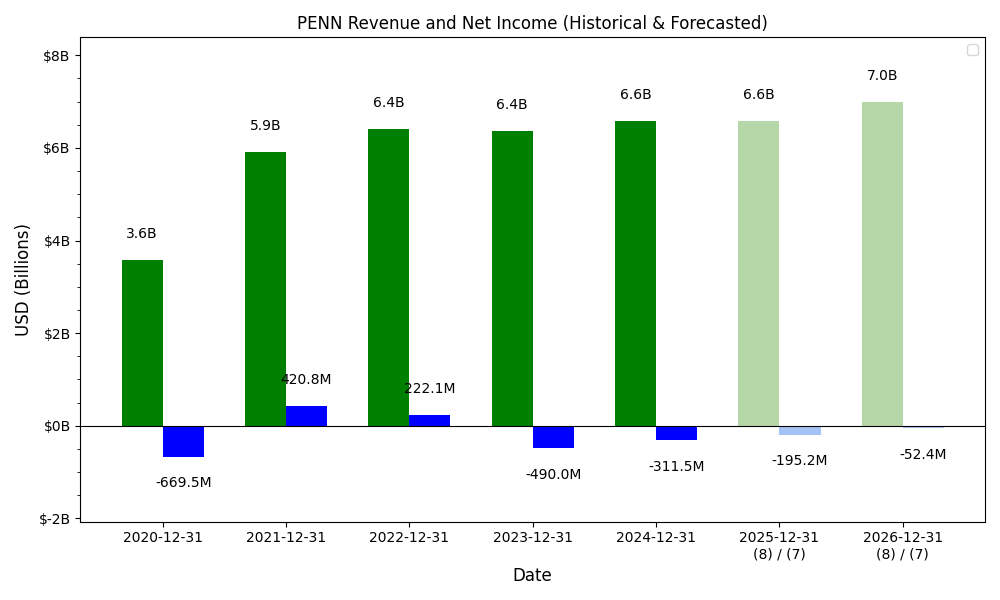 PENN Revenue and Net Income (Historical & Forecasted)
$8B
$6B
$4B
$2B
$0B
$-2B
USD (Billions)
3.6B
5.9B
6.4B
6.4B
6.6B
6.6B
7.0B
-669.5M
420.8M
222.1M
-490.0M
-311.5M
-195.2M
-52.4M
2020-12-31
2021-12-31
2022-12-31
2023-12-31
2024-12-31
2025-12-31
(8) / (7)
2026-12-31
(8) / (7)
Date